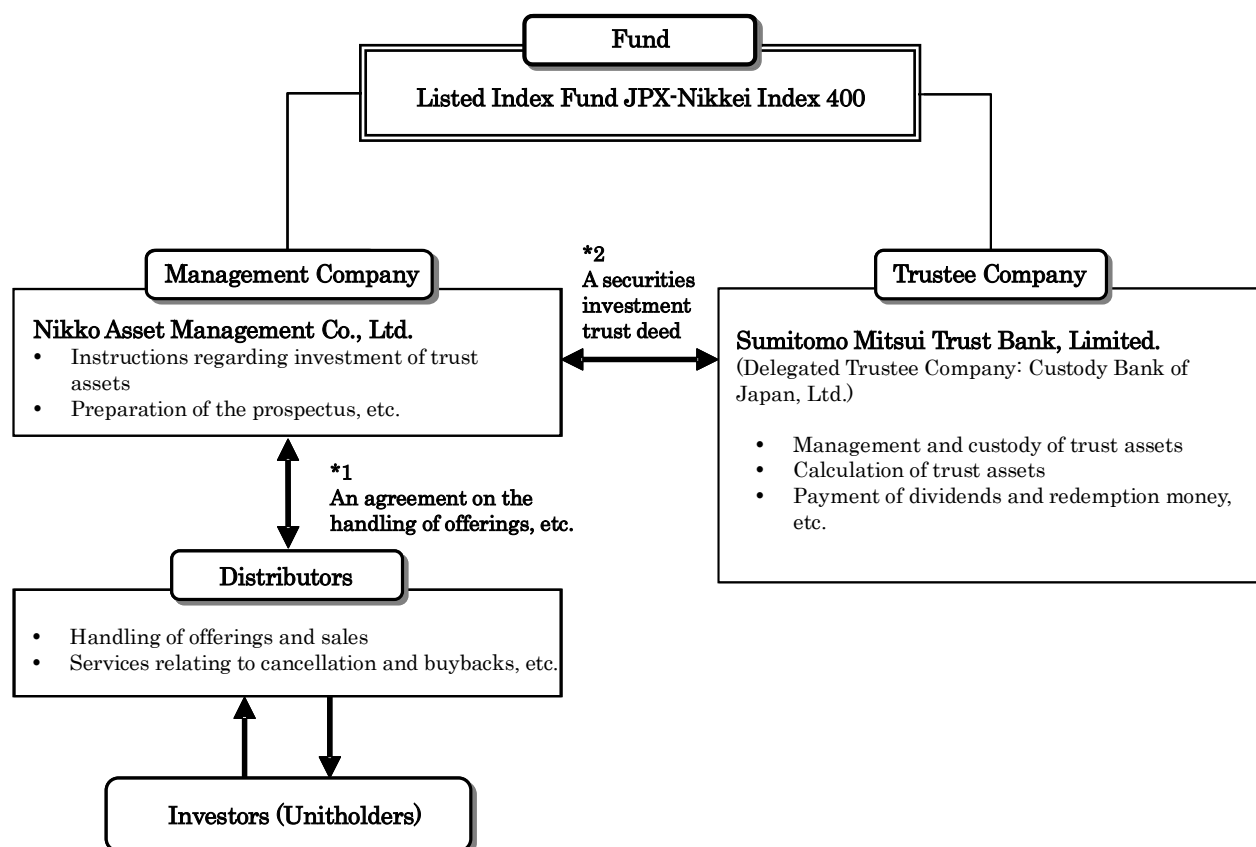 Fund
Listed Index Fund JPX-Nikkei Index 400
Management Company
Nikko Asset Management Co., Ltd.
• Instructions regarding investment of trust
assets
• Preparation of the prospectus, etc.
*2
A securities
investment
trust deed
Trustee Company
Sumitomo Mitsui Trust Bank, Limited.
(Delegated Trustee Company: Custody Bank of
Japan, Ltd.)
• Management and custody of trust assets
• Calculation of trust assets
• Payment of dividends and redemption money,
etc.
*1
An agreement on the
handling of offerings, etc.
Distributors
• Handling of offerings and sales
• Services relating to cancellation and buybacks, etc.
Investors (Unitholders)